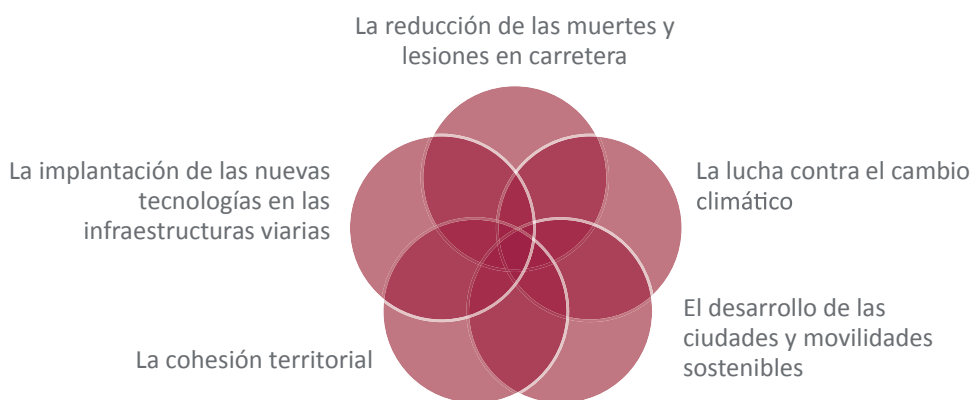 La reducción de las muertes y
lesiones en carretera
La implantación de las nuevas
tecnologías en las
infraestructuras viarias
La lucha contra el cambio
climático
El desarrollo de las
ciudades y movilidades
sostenibles
La cohesión territorial